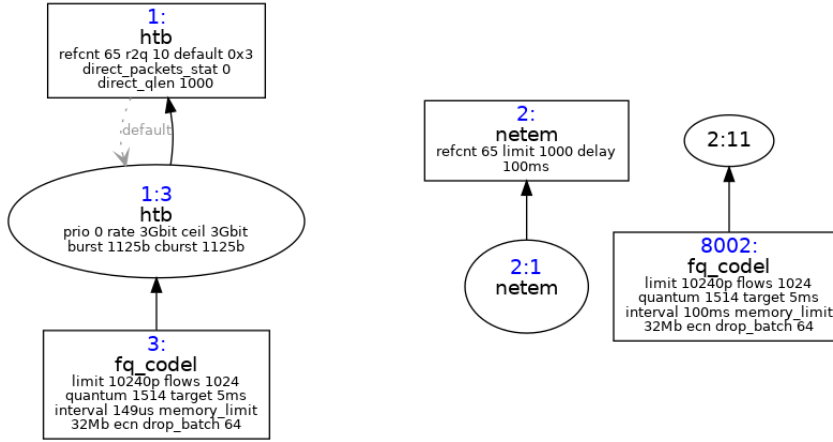 1:
htb
refcnt 65 r2q 10 default 0x3
direct_packets_stat 0
direct_qlen 1000
default
1:3
htb
prio 0 rate 3Gbit ceil 3Gbit
burst 1125b cburst 1125b
3:
fq_codel
limit 10240p flows 1024
quantum 1514 target 5ms
interval 149us memory_limit
32Mb ecn drop_batch 64
2:
netem
refcnt 65 limit 1000 delay
100ms
2:1
netem
2:11
8002:
fq_codel
limit 10240p flows 1024
quantum 1514 target 5ms
interval 100ms memory_limit
32Mb ecn drop_batch 64